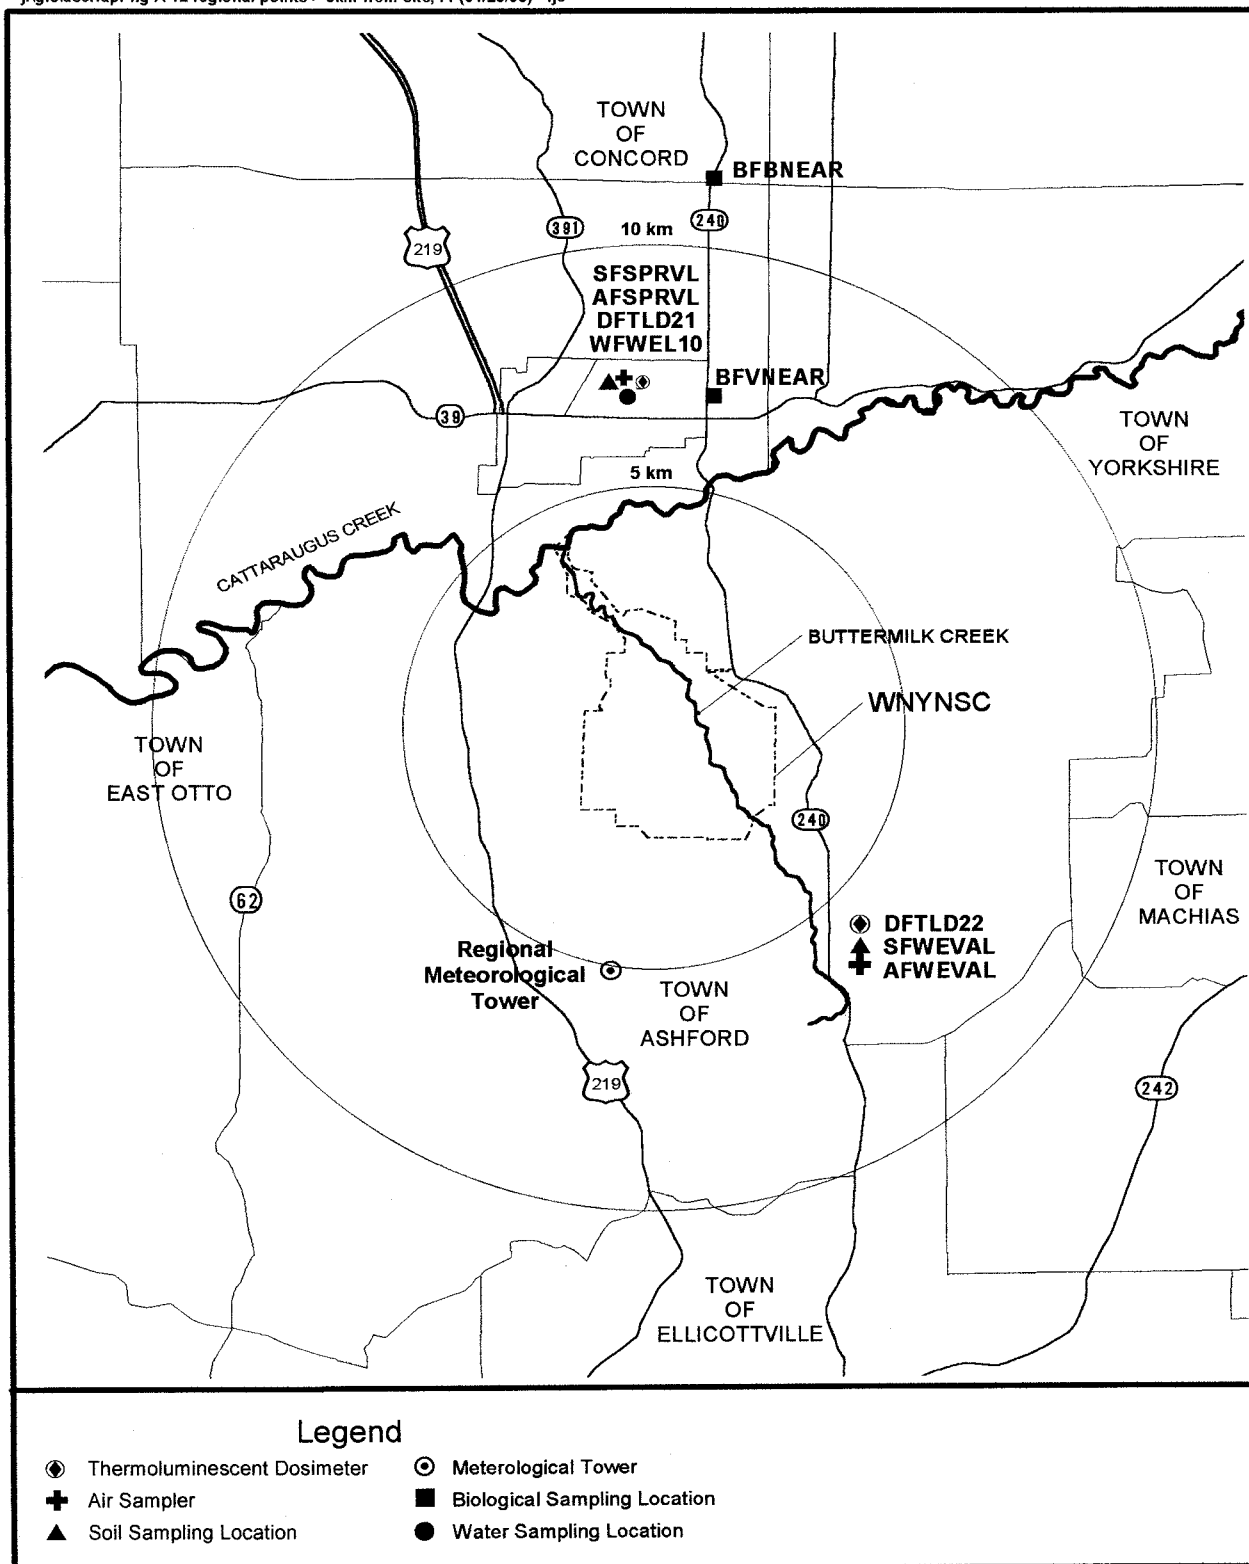 TOWN
OF
CONCORD
BFBNEAR
391
240
10 km
219
SFSPRVL
AFSPRVL
DFTLD21
WFWEL10
BFVNEAR
39
TOWN
OF
YORKSHIRE
5 km
CATTARAUGUS CREEK
BUTTERMILK CREEK
WNYNSC
TOWN
OF
EAST OTTO
240
62
TOWN
OF
MACHIAS
DFTLD22
SFWEVAL
AFWEVAL
Regional
Meteorological
Tower
TOWN
OF
ASHFORD
219
242
TOWN
OF
ELLICOTTVILLE
Legend
Thermoluminescent Dosimeter
Meterological Tower
Air Sampler
Biological Sampling Location
Soil Sampling Location
Water Sampling Location